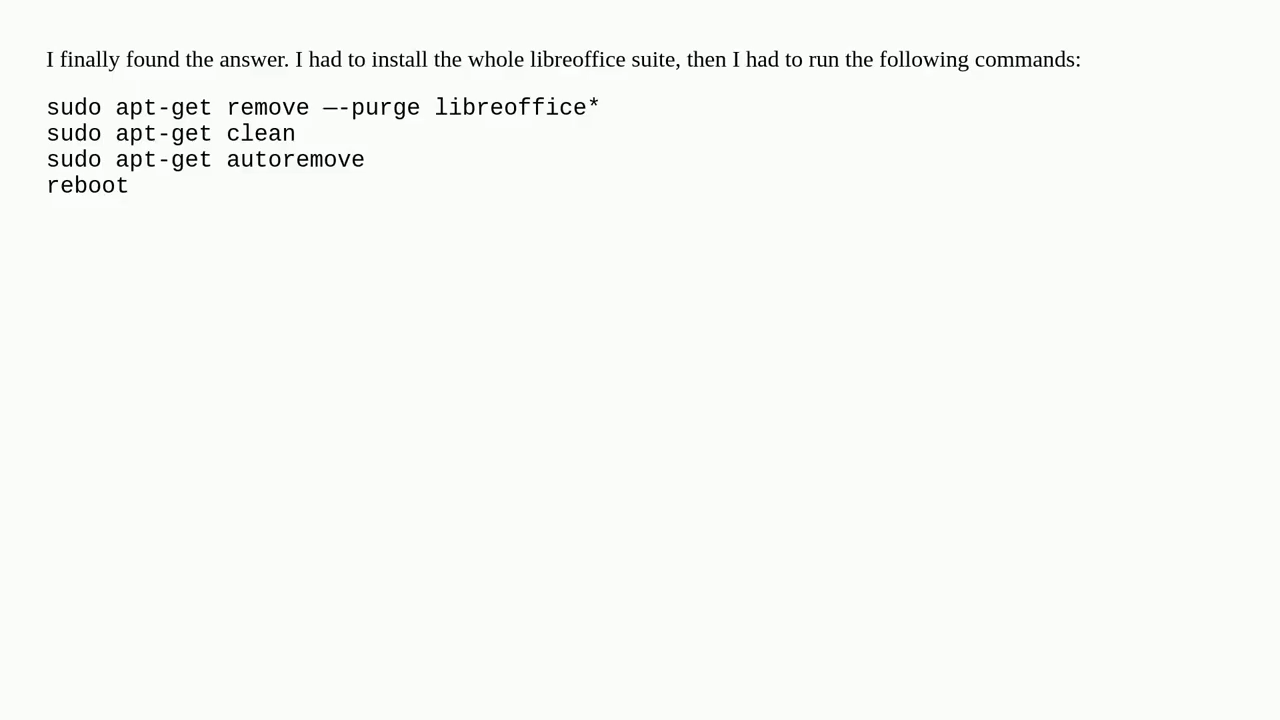 I finally found the answer. I had to install the whole libreoffice suite, then I had to run the following commands:
sudo apt-get remove —-purge libreoffice*
sudo apt-get clean
sudo apt-get autoremove
reboot